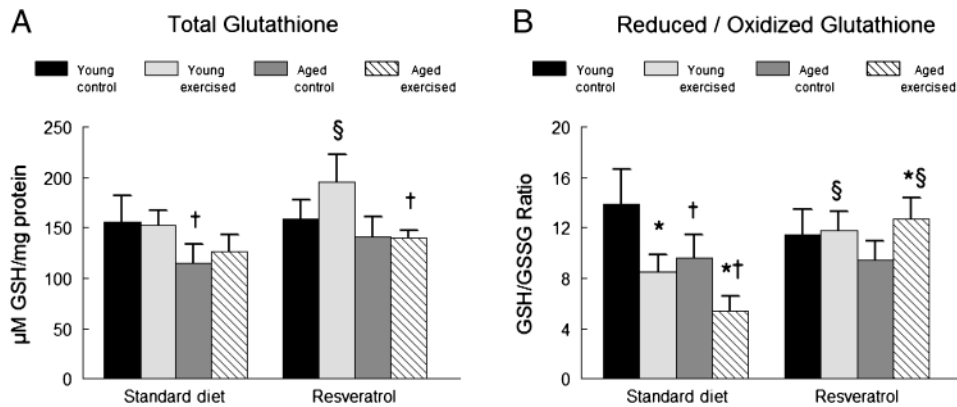 A Total Glutathione
Young control
Young exercised
Aged control
Aged exercised
µM GSH/mg protein
250
200
150
100
50
0
†
§
†
Standard diet Resveratrol
B Reduced / Oxidized Glutathione
Young control
Young exercised
Aged control
Aged exercised
GSH/GSSG Ratio
20
16
12
8
4
0
*
†
*†
§
*§
Standard diet Resveratrol